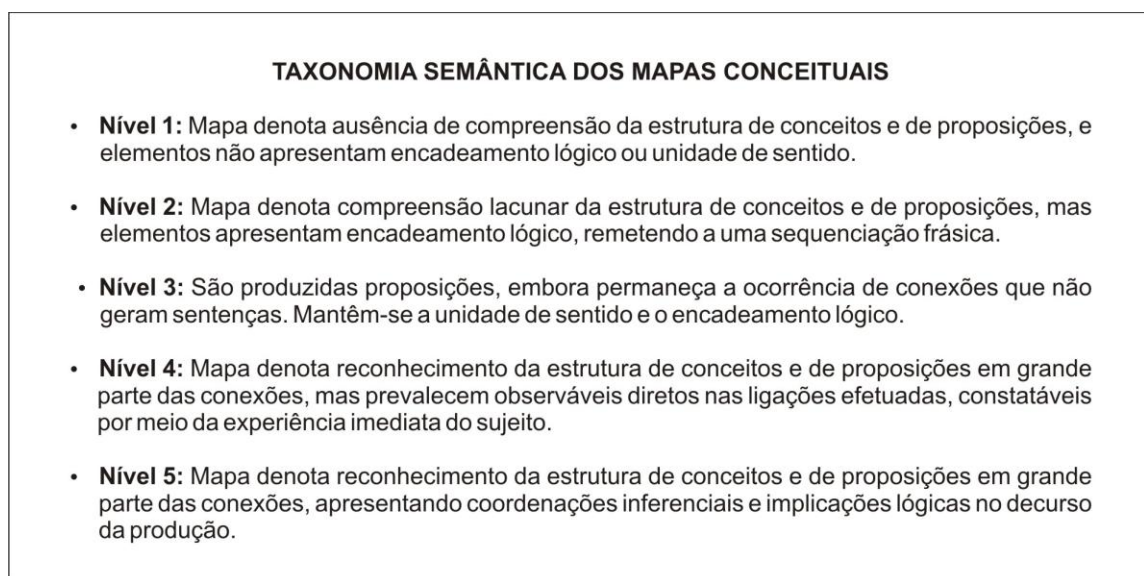 TAXONOMIA SEMÂNTICA DOS MAPAS CONCEITUAIS
• Nível 1: Mapa denota ausência de compreensão da estrutura de conceitos e de proposições, e
elementos não apresentam encadeamento lógico ou unidade de sentido.
• Nível 2: Mapa denota compreensão lacunar da estrutura de conceitos e de proposições, mas
elementos apresentam encadeamento lógico, remetendo a uma sequenciação frásica.
• Nível 3: São produzidas proposições, embora permaneça a ocorrência de conexões que não
geram sentenças. Mantêm-se a unidade de sentido e o encadeamento lógico.
• Nível 4: Mapa denota reconhecimento da estrutura de conceitos e de proposições em grande
parte das conexões, mas prevalecem observáveis diretos nas ligações efetuadas, constatáveis
por meio da experiência imediata do sujeito.
• Nível 5: Mapa denota reconhecimento da estrutura de conceitos e de proposições em grande
parte das conexões, apresentando coordenações inferenciais e implicações lógicas no decurso
da produção.